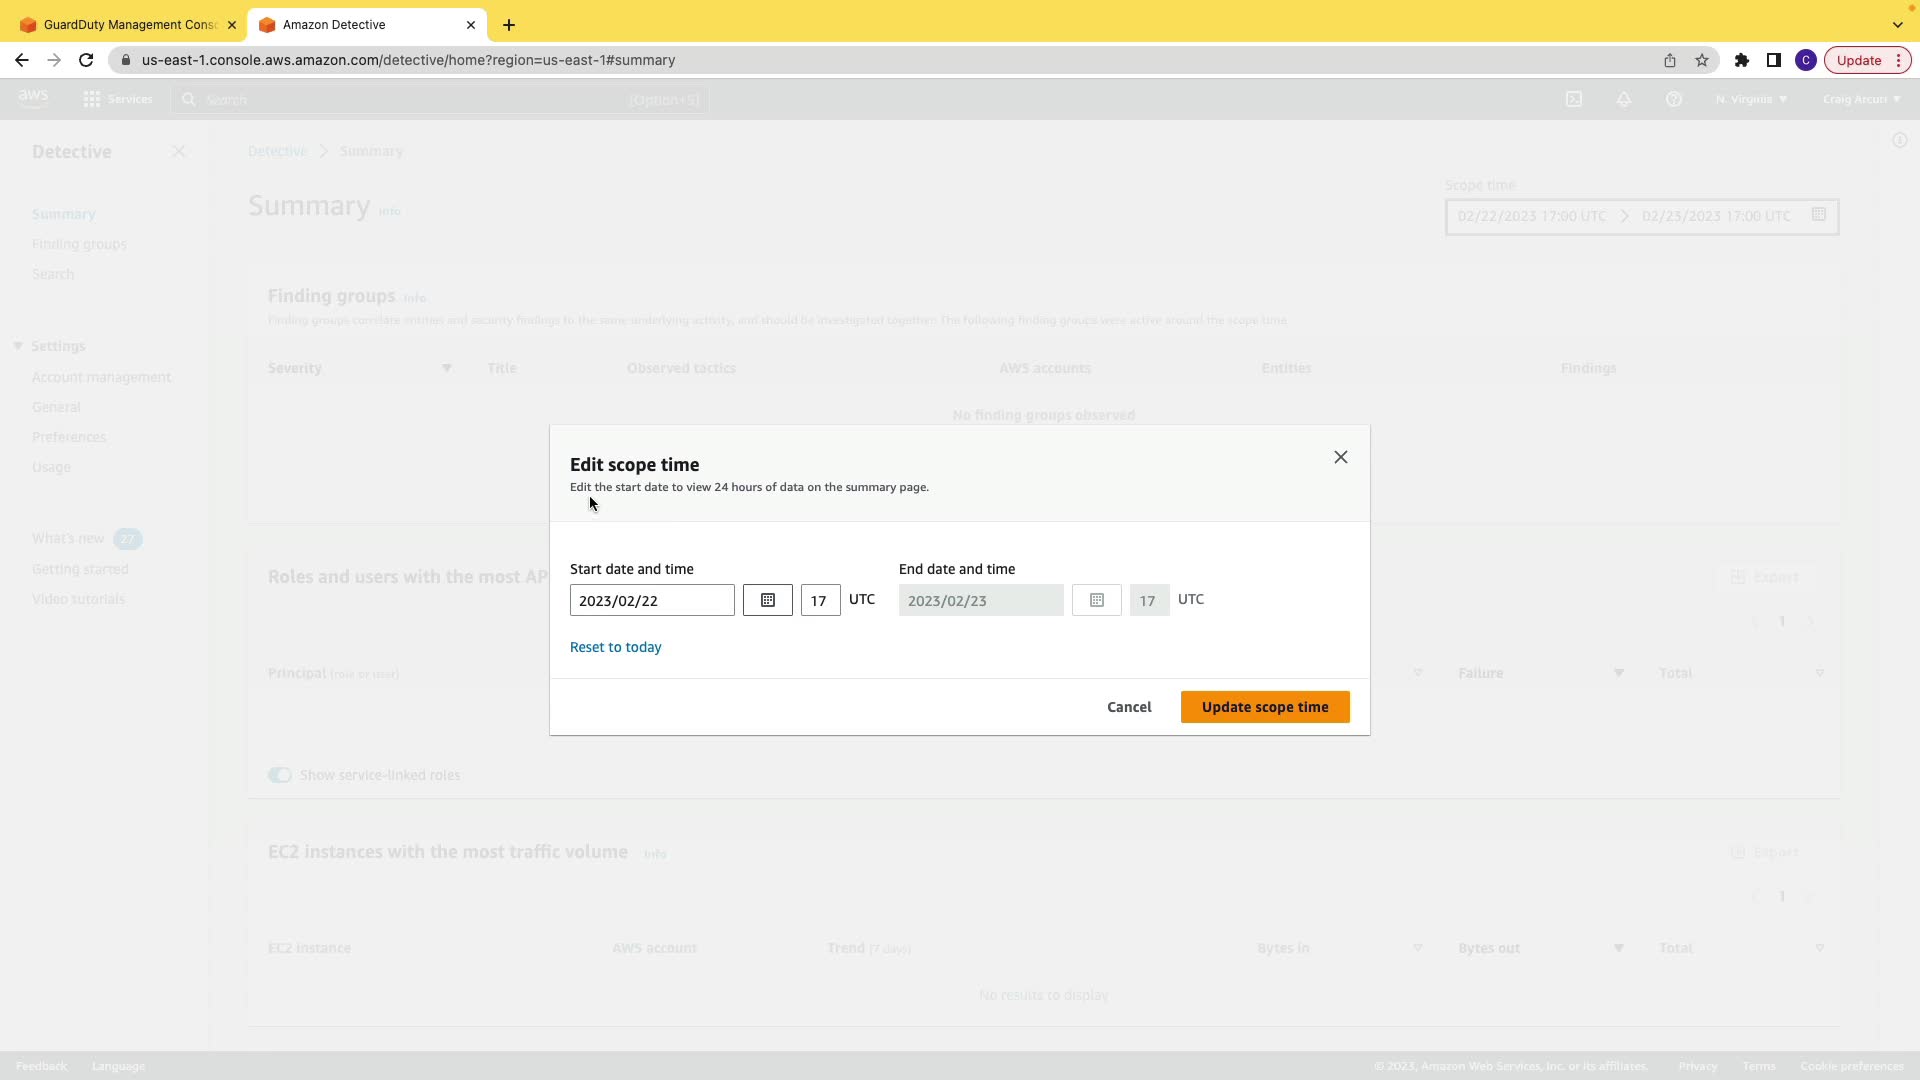 GuardDuty Management Conso
Amazon Detective
us-east-1.console.aws.amazon.com/detective/home?region=us-east-1#summary
C
Update
aws
Services
Search
[Option+S]
N. Virginia
Craig Arcuri
Detective
Detective
Summary
Summary
Finding groups
Search
Settings
Account management
General
Preferences
Usage
What's new 27
Getting started
Video tutorials
Summary Info
Scope time
02/22/2023 17:00 UTC > 02/23/2023 17:00 UTC
Finding groups Info
Finding groups correlate entities and security findings to the same underlying activity, and should be investigated together. The following finding groups were active around the scope time
Severity Title Observed tactics AWS accounts Entities Findings
No finding groups observed
Edit scope time
Edit the start date to view 24 hours of data on the summary page.
Start date and time
End date and time
2023/02/22
17 UTC
2023/02/23
17 UTC
Reset to today
Cancel
Update scope time
Roles and users with the most AP
Export
1
Principal (role or user)
Failure
Total
Show service-linked roles
EC2 instances with the most traffic volume Info
Export
1
EC2 instance AWS account Trend (7 days) Bytes in Bytes out Total
No results to display
Feedback Language
© 2023, Amazon Web Services, Inc. or its affiliates. Privacy Terms Cookie preferences